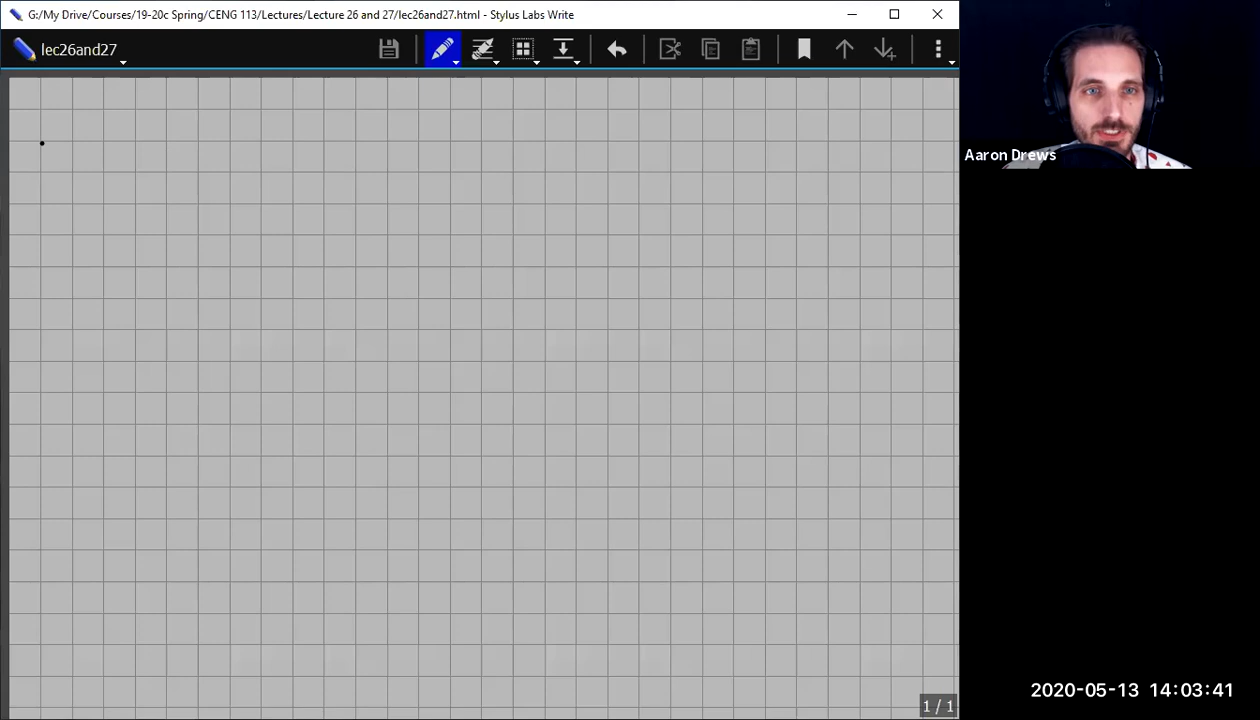 G:/My Drive/Courses/19-20c Spring/CENG 113/Lectures/Lecture 26 and 27/lec26and27.html - Stylus Labs Write
lec26and27
Aaron Drews
2020-05-13 14:03:41
1 / 1